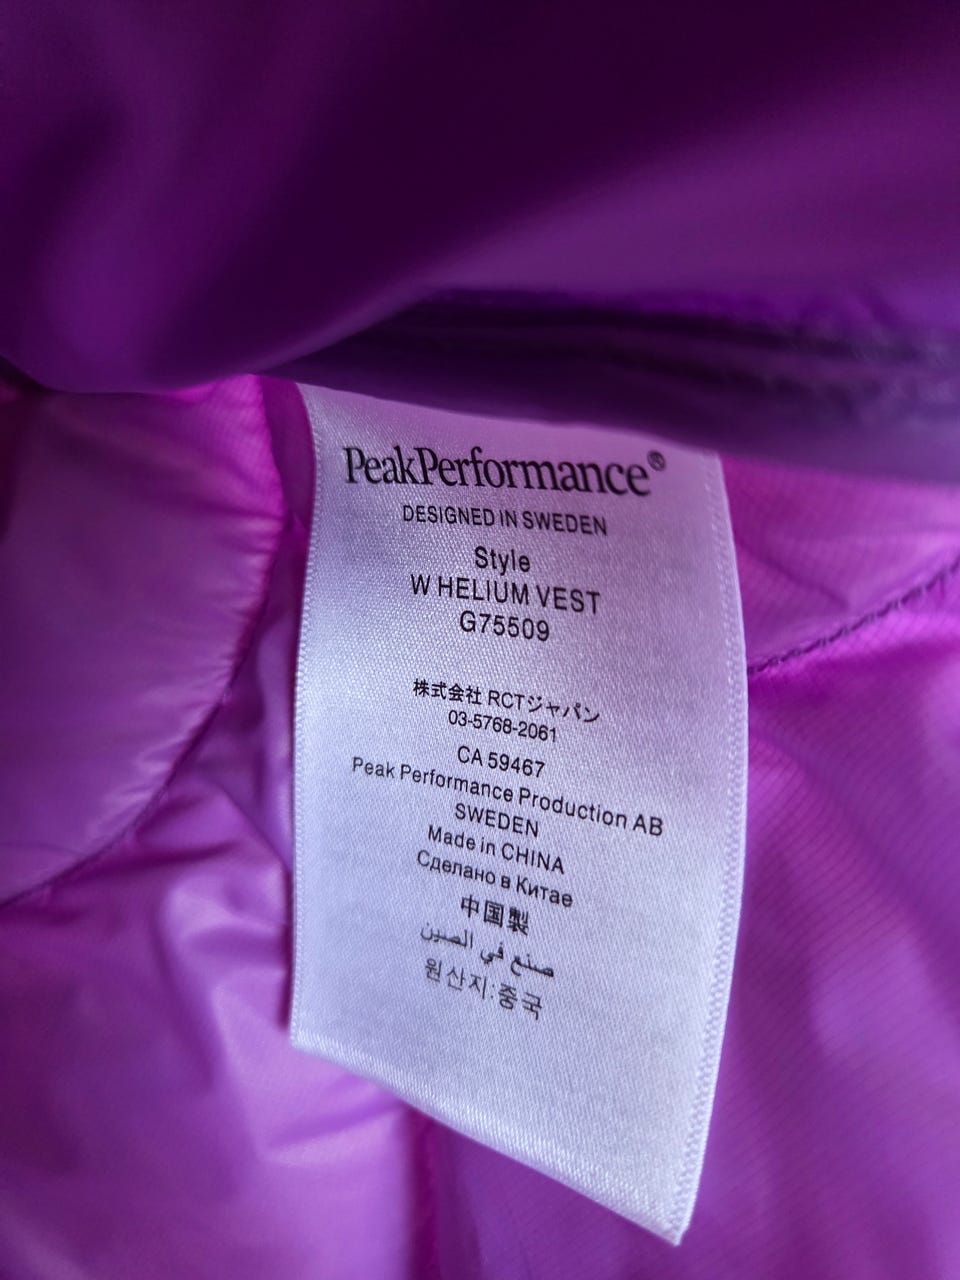 PeakPerformance®
DESIGNED IN SWEDEN
Style
W HELIUM VEST
G75509
株式会社 RCTジャパン
03-5768-2061
CA 59467
Peak Performance Production AB
SWEDEN
Made in CHINA
Сделано в Китае
中国製
صنع في الصين
원산지:중국